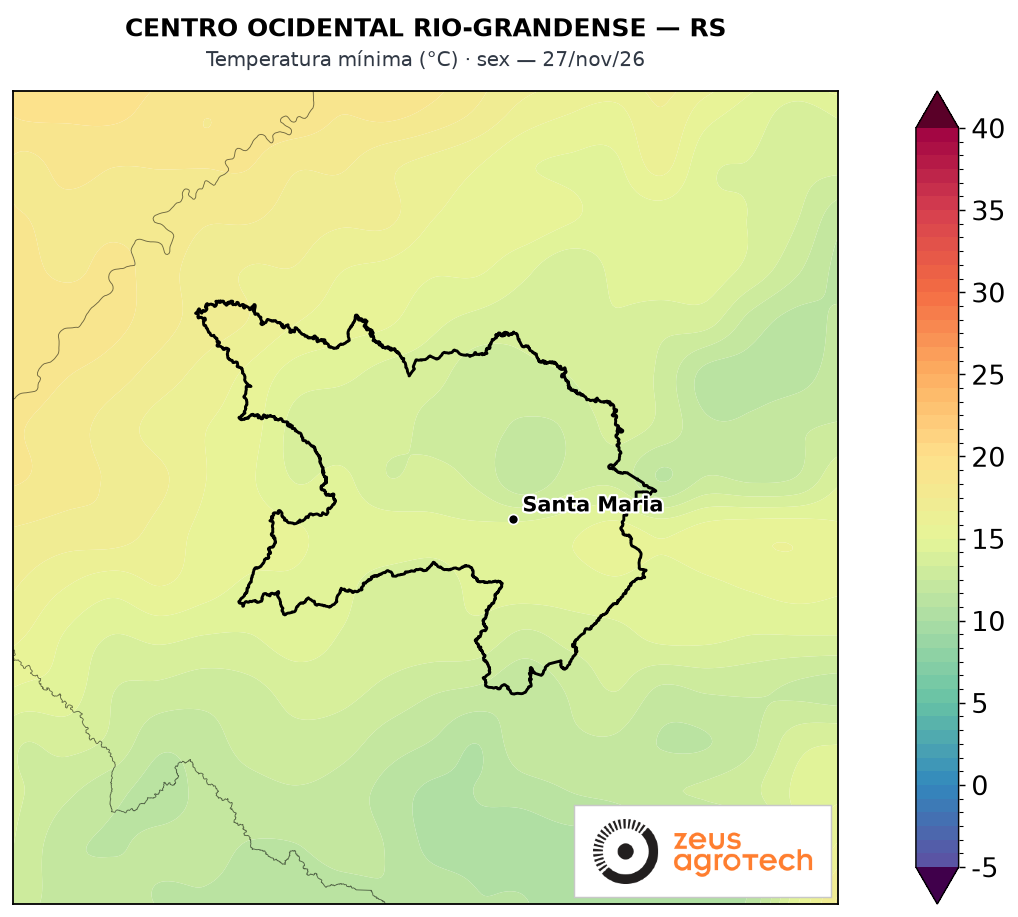 CENTRO OCIDENTAL RIO-GRANDENSE — RS
Temperatura mínima (°C) · sex — 27/nov/26
40
35
30
25
20
15
10
5
0
-5
Santa Maria
zeus
agrotech